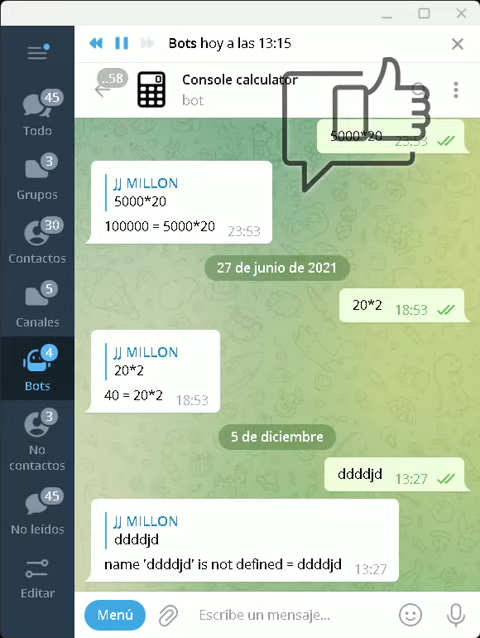 Bots hoy a las 13:15
..58
Console calculator
bot
45
Todo
3
Grupos
30
Contactos
5
Canales
4
Bots
3
No
contactos
45
No leídos
Editar
5000*20 23:53
JJ MILLON
5000*20
100000 = 5000*20 23:53
27 de junio de 2021
20*2 18:53
JJ MILLON
20*2
40 = 20*2 18:53
5 de diciembre
ddddjd 13:27
JJ MILLON
ddddjd
name 'ddddjd' is not defined = ddddjd 13:27
Menú
Escribe un mensaje...